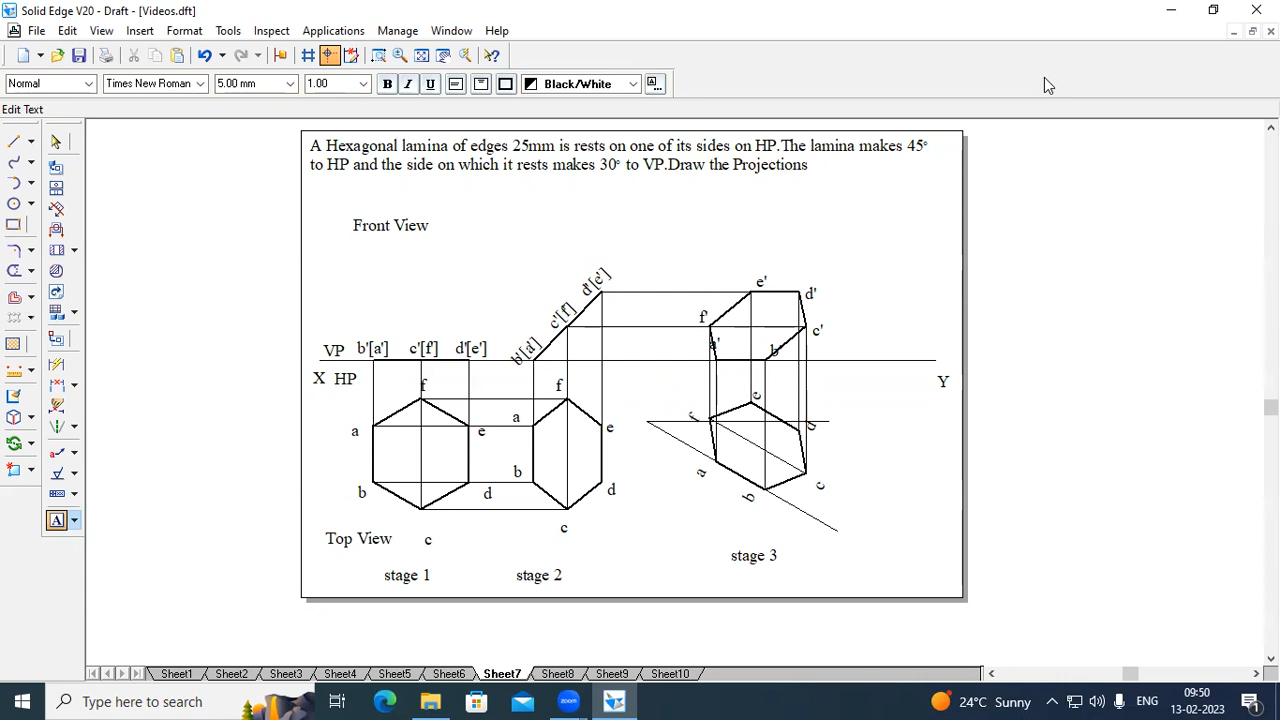 Solid Edge V20 - Draft - [Videos.dft]
File Edit View Insert Format Tools Inspect Applications Manage Window Help
Normal Times New Roman 5.00 mm 1.00 B I U Black/White
Edit Text
A Hexagonal lamina of edges 25mm is rests on one of its sides on HP.The lamina makes 45°
to HP and the side on which it rests makes 30° to VP.Draw the Projections
Front View
e' d'
d'[e']
c'[f'] f' c'
VP b'[a'] c'[f'] d'[e'] b'[a'] a' b'
X HP Y
f f e
a e a e f d
b d b d a b c
c
Top View c
stage 1 stage 2 stage 3
Sheet1 Sheet2 Sheet3 Sheet4 Sheet5 Sheet6 Sheet7 Sheet8 Sheet9 Sheet10
Type here to search zoom 24°C Sunny ENG 09:50
13-02-2023 1